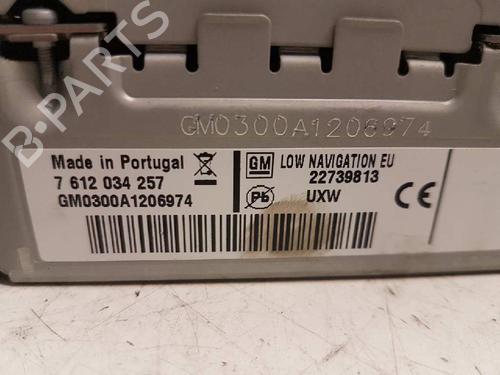 B-PARTS
GM0300A1206974
Made in Portugal
7 612 034 257
GM0300A1206974
GM
LOW NAVIGATION EU
22739813
Pb
UXW
CE